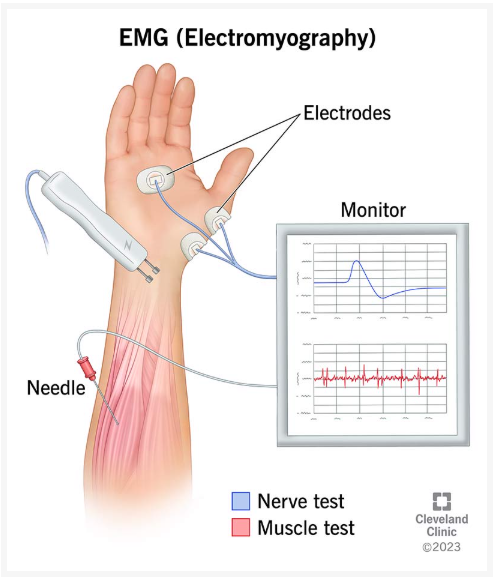 EMG (Electromyography)
Electrodes
Monitor
Needle
Nerve test
Muscle test
Cleveland
Clinic
©2023